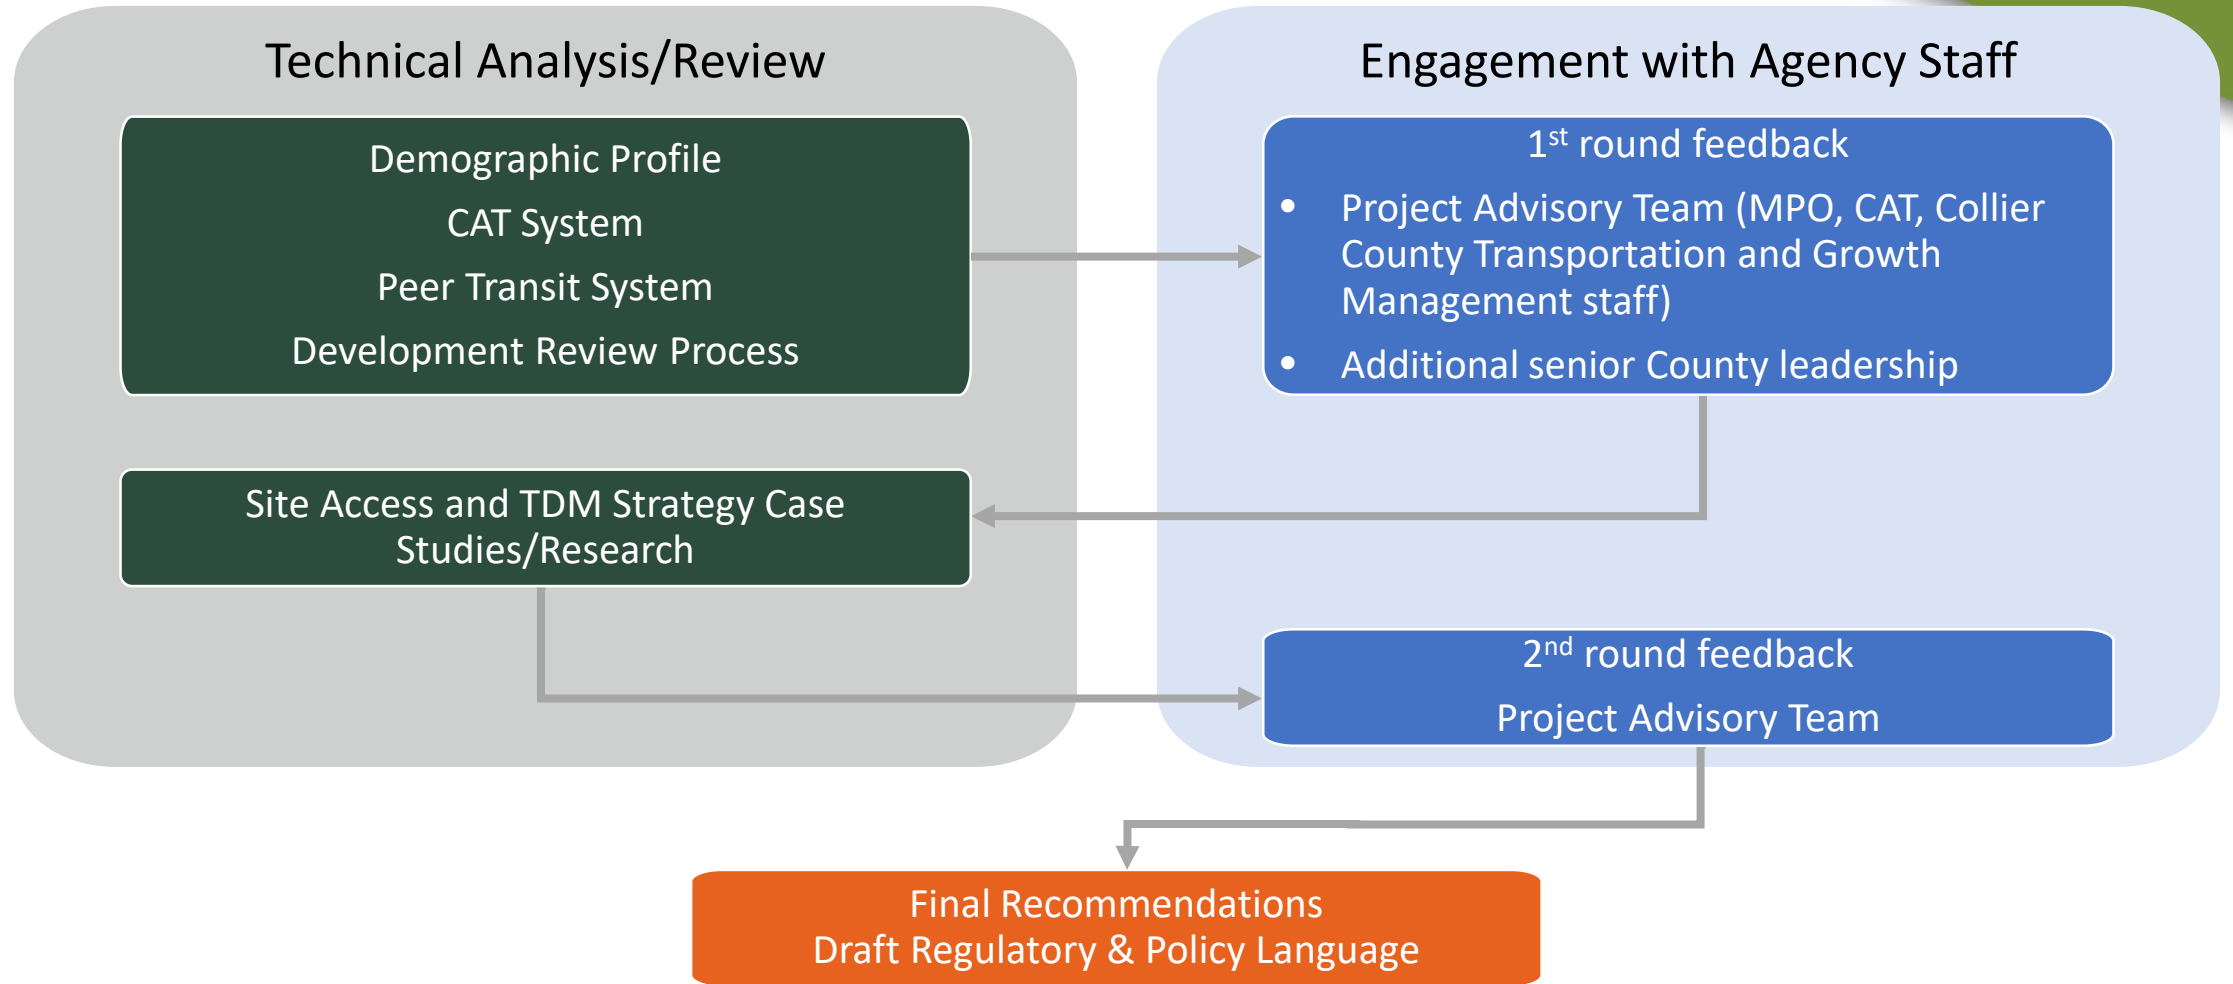 Technical Analysis/Review
Demographic Profile
CAT System
Peer Transit System
Development Review Process
Site Access and TDM Strategy Case
Studies/Research
Engagement with Agency Staff
1st round feedback
• Project Advisory Team (MPO, CAT, Collier
County Transportation and Growth
Management staff)
• Additional senior County leadership
2nd round feedback
Project Advisory Team
Final Recommendations
Draft Regulatory & Policy Language